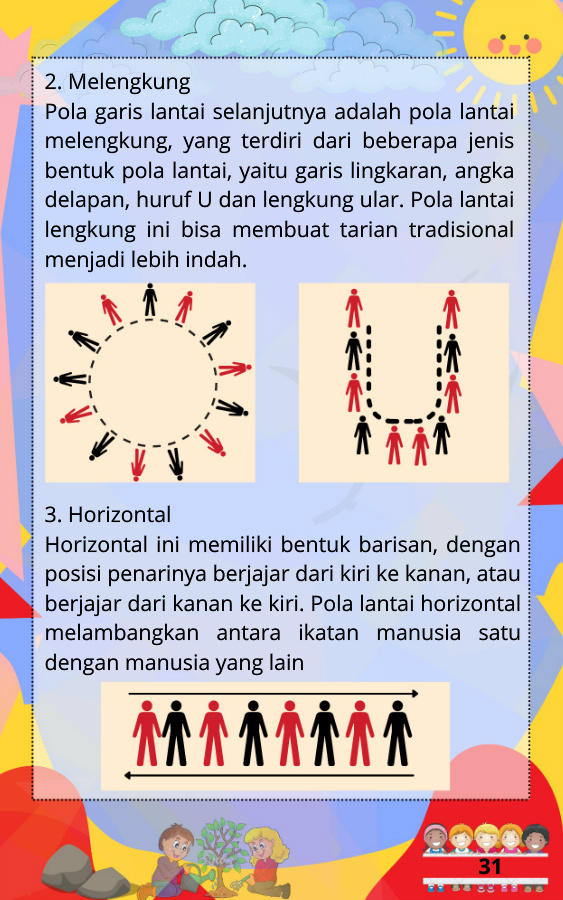 2. Melengkung
Pola garis lantai selanjutnya adalah pola lantai
melengkung, yang terdiri dari beberapa jenis
bentuk pola lantai, yaitu garis lingkaran, angka
delapan, huruf U dan lengkung ular. Pola lantai
lengkung ini bisa membuat tarian tradisional
menjadi lebih indah.
3. Horizontal
Horizontal ini memiliki bentuk barisan, dengan
posisi penarinya berjajar dari kiri ke kanan, atau
berjajar dari kanan ke kiri. Pola lantai horizontal
melambangkan antara ikatan manusia satu
dengan manusia yang lain
31